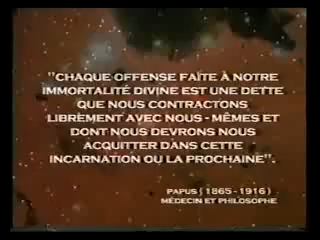 "CHAQUE OFFENSE FAITE À NOTRE
IMMORTALITÉ DIVINE EST UNE DETTE
QUE NOUS CONTRACTONS
LIBREMENT AVEC NOUS - MÊMES ET
DONT NOUS DEVRONS NOUS
ACQUITTER DANS CETTE
INCARNATION OU LA PROCHAINE".
PAPUS ( 1865 - 1916 )
MÉDECIN ET PHILOSOPHE